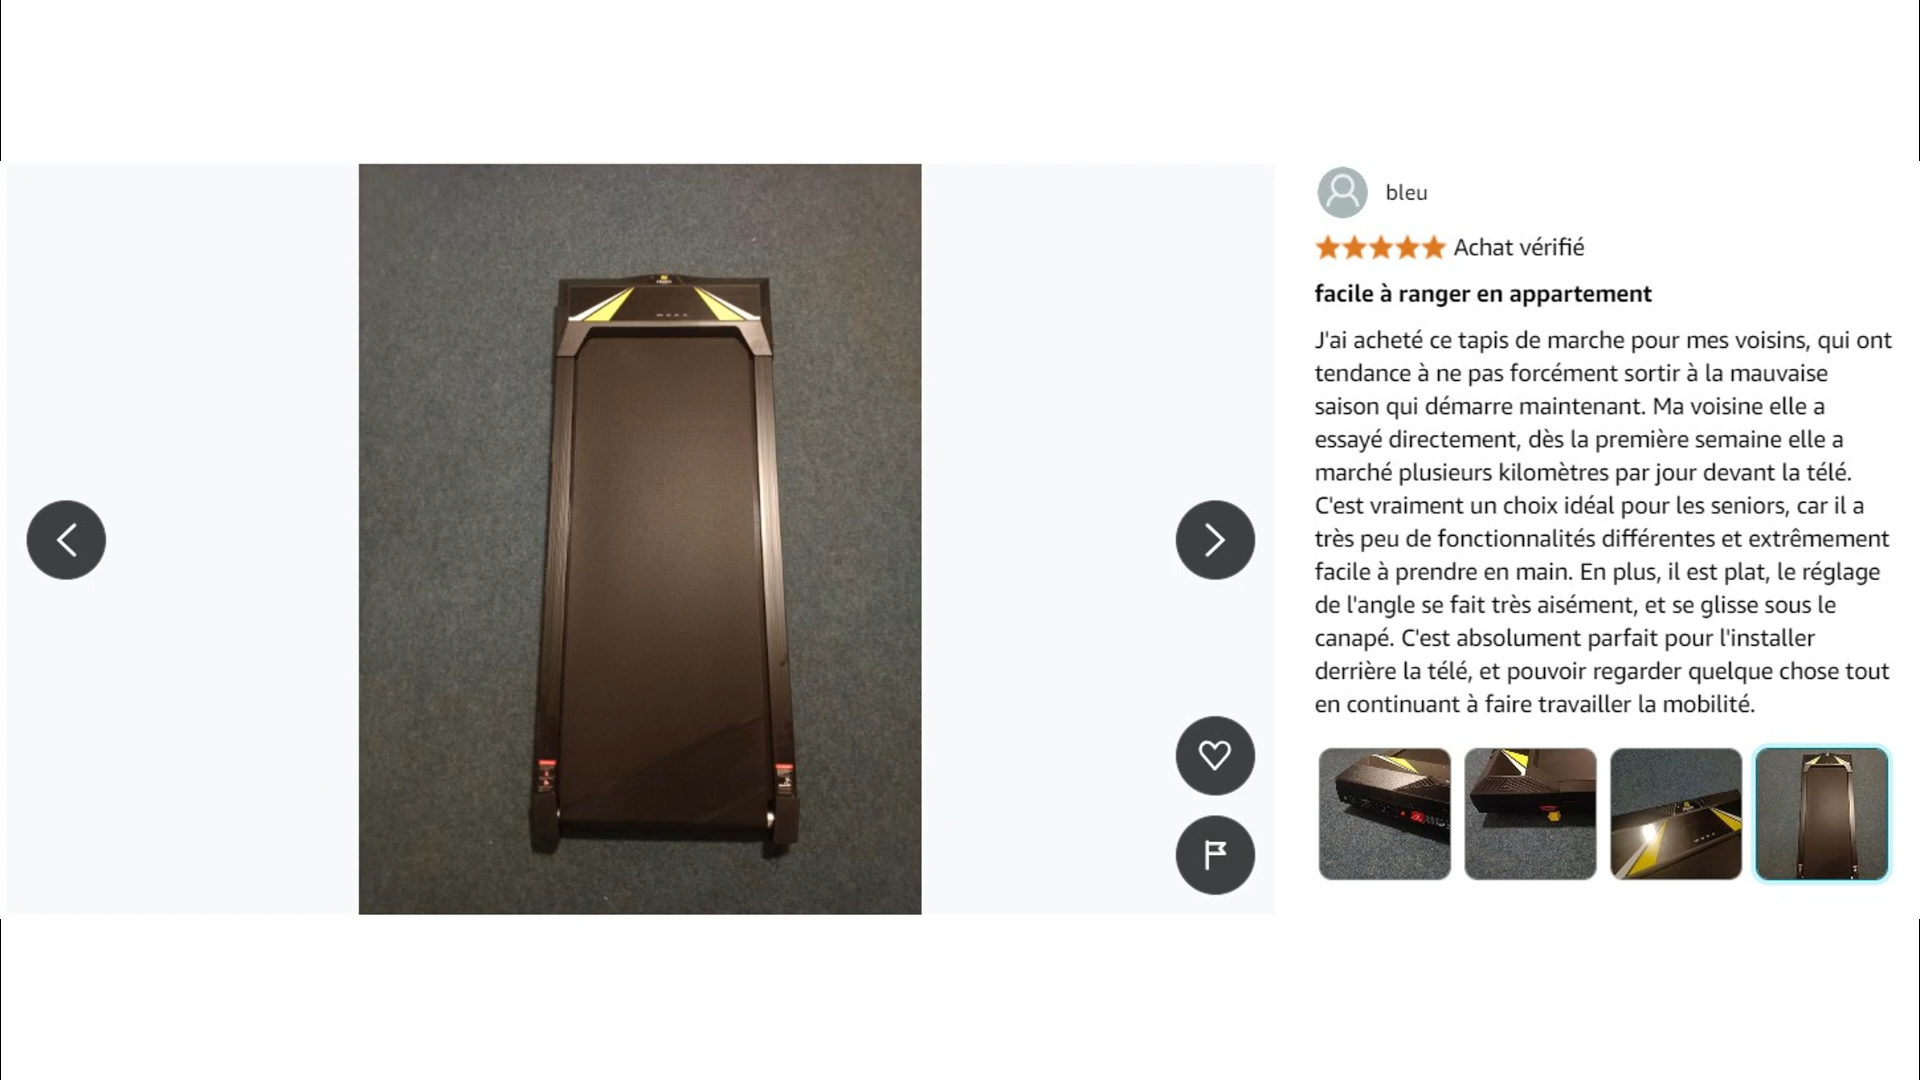 bleu
Achat vérifié
facile à ranger en appartement
J'ai acheté ce tapis de marche pour mes voisins, qui ont
tendance à ne pas forcément sortir à la mauvaise
saison qui démarre maintenant. Ma voisine elle a
essayé directement, dès la première semaine elle a
marché plusieurs kilomètres par jour devant la télé.
C'est vraiment un choix idéal pour les seniors, car il a
très peu de fonctionnalités différentes et extrêmement
facile à prendre en main. En plus, il est plat, le réglage
de l'angle se fait très aisément, et se glisse sous le
canapé. C'est absolument parfait pour l'installer
derrière la télé, et pouvoir regarder quelque chose tout
en continuant à faire travailler la mobilité.